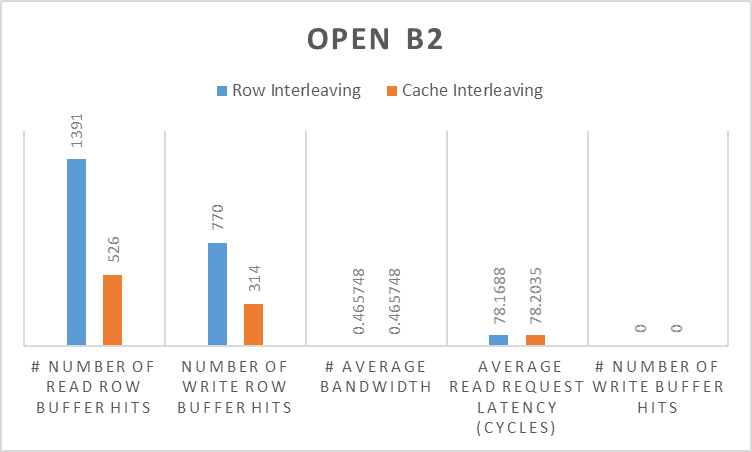 OPEN B2
Row Interleaving Cache Interleaving
1391
526
770
314
0.465748
0.465748
78.1688
78.2035
0
0
# NUMBER OF
READ ROW
BUFFER HITS
NUMBER OF
WRITE ROW
BUFFER HITS
# AVERAGE
BANDWIDTH
AVERAGE
READ REQUEST
LATENCY
(CYCLES)
# NUMBER OF
WRITE BUFFER
HITS